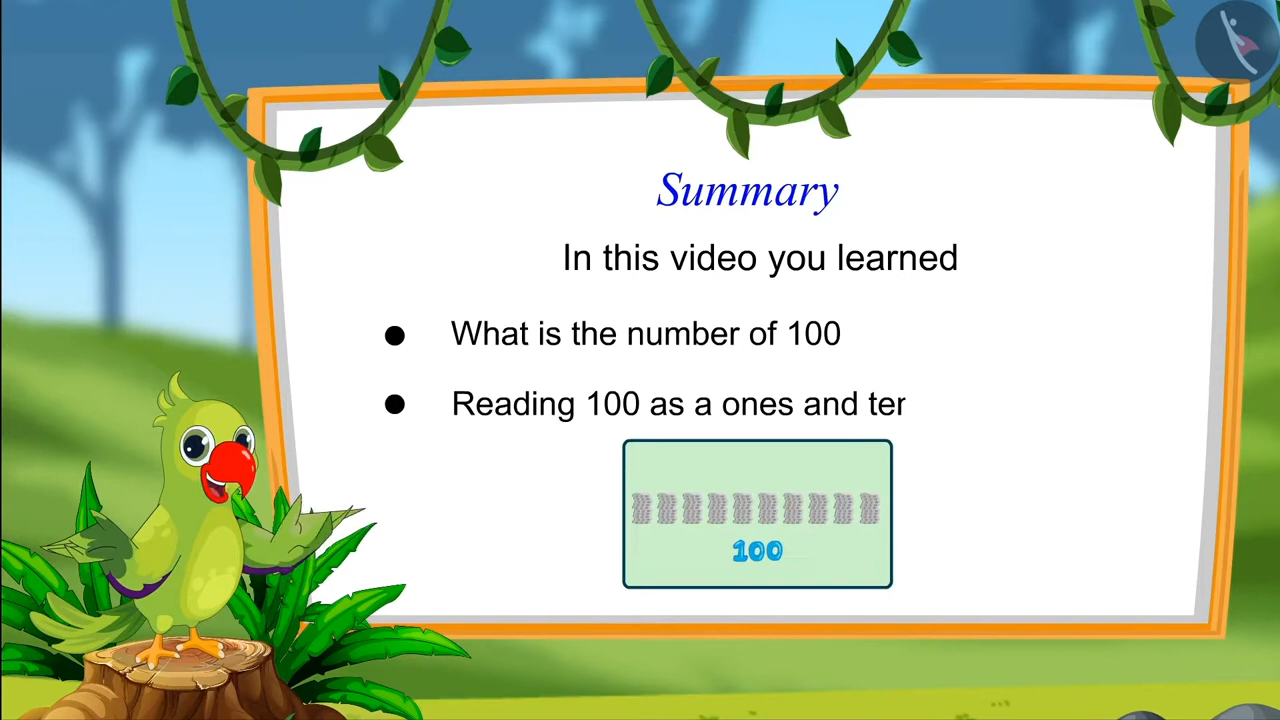 Summary
In this video you learned
● What is the number of 100
● Reading 100 as a ones and ter
100